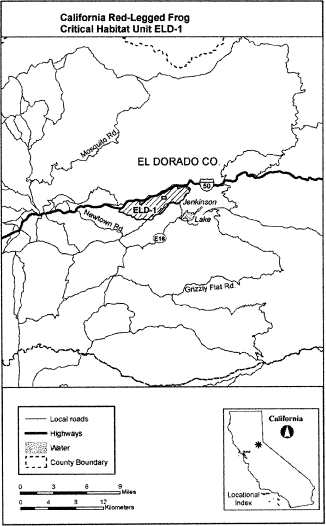 California Red-Legged Frog
Critical Habitat Unit ELD-1
Mosquito Rd.
EL DORADO CO.
50
ELD-1
Jenkinson
Lake
Newtown Rd.
E16
Grizzly Flat Rd.
Local roads
Highways
Water
County Boundary
0 3 6 9
Miles
0 4 8 12
Kilometers
California
Locational
Index